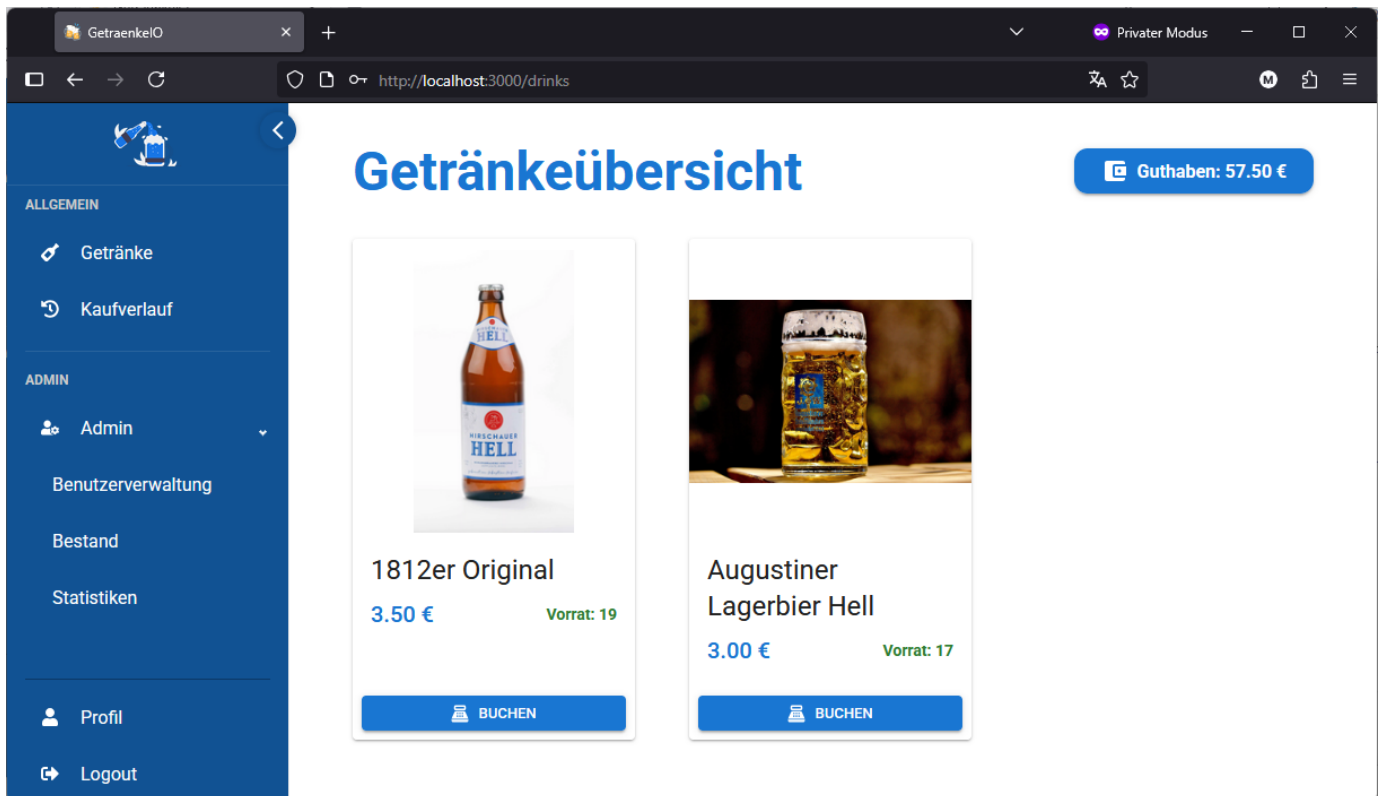 GetraenkeIO
Privater Modus
http://localhost:3000/drinks
M
Getränkeübersicht
Guthaben: 57.50 €
ALLGEMEIN
Getränke
Kaufverlauf
ADMIN
Admin
Benutzerverwaltung
Bestand
Statistiken
Profil
Logout
HELL
HIRSCHAUER
HELL
1812er Original
3.50 €
Vorrat: 19
BUCHEN
Augustiner
Lagerbier Hell
3.00 €
Vorrat: 17
BUCHEN